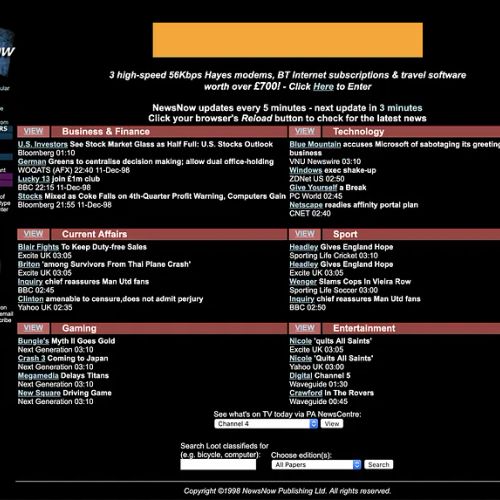 ow
ular
3 high-speed 56Kbps Hayes modems, BT Internet subscriptions & travel software
worth over £700! - Click Here to Enter
om
RS
NewsNow updates every 5 minutes - next update in 3 minutes
Click your browser's Reload button to check for the latest news
VIEW Business & Finance
U.S. Investors See Stock Market Glass as Half Full: U.S. Stocks Outlook
Bloomberg 01:10
German Greens to centralise decision making; allow dual office-holding
WOQATS (AFX) 22:40 11-Dec-98
Lucky 13 join £1m club
BBC 22:15 11-Dec-98
Stocks Mixed as Coke Falls on 4th-Quarter Profit Warning, Computers Gain
Bloomberg 21:55 11-Dec-98
VIEW Technology
Blue Mountain accuses Microsoft of sabotaging its greeting
business
VNU Newswire 03:10
Windows exec shake-up
ZDNet US 02:50
Give Yourself a Break
PC World 02:45
Netscape readies affinity portal plan
CNET 02:40
nt
of
type
nter
VIEW Current Affairs
Blair Fights To Keep Duty-free Sales
Excite UK 03:05
Briton 'among Survivors From Thai Plane Crash'
Excite UK 03:05
Inquiry chief reassures Man Utd fans
BBC 02:45
Clinton amenable to censure,does not admit perjury
Yahoo UK 02:35
VIEW Sport
Headley Gives England Hope
Sporting Life Cricket 03:10
Headley Gives England Hope
Excite UK 03:05
Wenger Slams Cops In Vieira Row
Sporting Life Soccer 03:00
Inquiry chief reassures Man Utd fans
BBC 02:50
on
email
scribe
VIEW Gaming
Bungie's Myth II Goes Gold
Next Generation 03:10
Crash 3 Coming to Japan
Next Generation 03:10
Megamedia Delays Titans
Next Generation 03:10
New Square Driving Game
Next Generation 03:10
VIEW Entertainment
Nicole 'quits All Saints'
Excite UK 03:05
Nicole 'Quits All Saints'
Yahoo UK 03:00
Digital Channel 5
Waveguide 01:30
Crawford In The Rovers
Waveguide 00:45
See what's on TV today via PA NewsCentre:
Channel 4 View
Search Loot classifieds for
(e.g. bicycle, computer):
Choose edition(s):
All Papers Search
Copyright ©1998 NewsNow Publishing Ltd. All rights reserved.